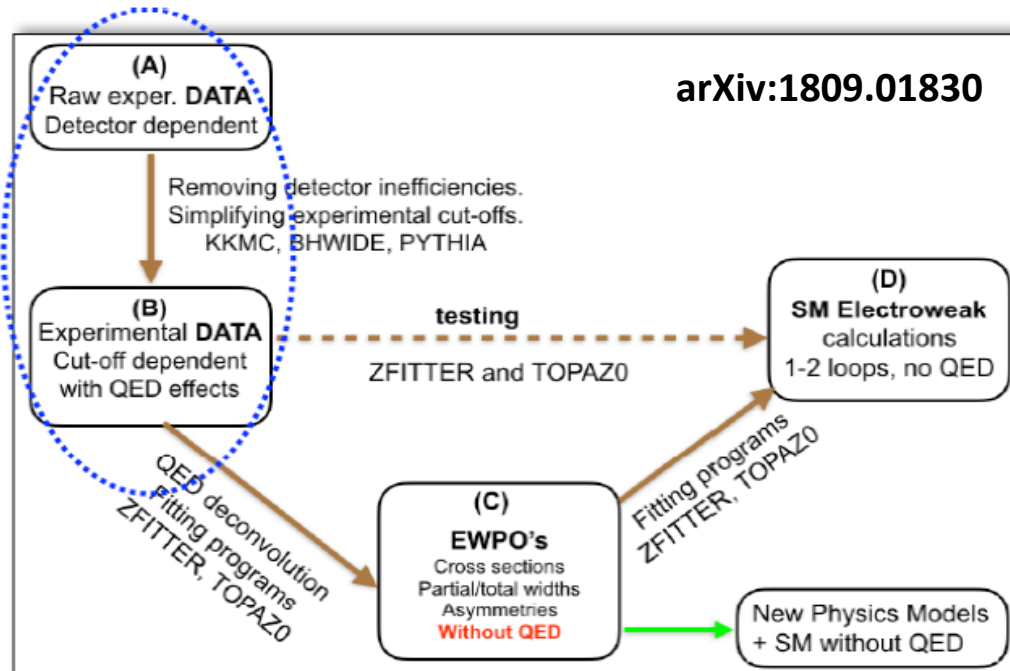 arXiv:1809.01830
(A)
Raw exper. DATA
Detector dependent
Removing detector inefficiencies.
Simplifying experimental cut-offs.
KKMC, BHWIDE, PYTHIA
(B)
Experimental DATA
Cut-off dependent
with QED effects
testing
ZFITTER and TOPAZ0
(D)
SM Electroweak
calculations
1-2 loops, no QED
QED deconvolution
Fitting programs
ZFITTER, TOPAZ0
(C)
EWPO's
Cross sections
Partial/total widths
Asymmetries
Without QED
Fitting programs
ZFITTER, TOPAZ0
New Physics Models
+ SM without QED